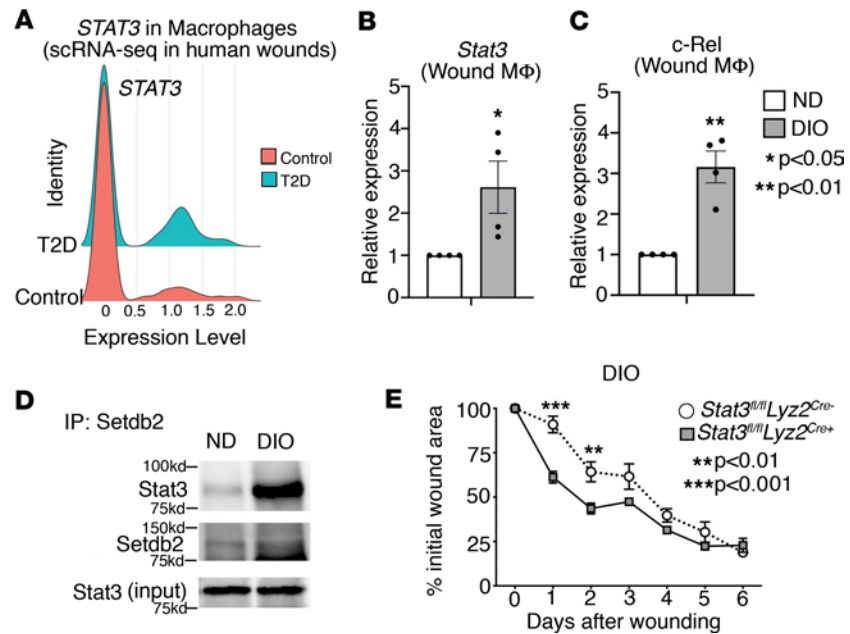 A
STAT3 in Macrophages
(scRNA-seq in human wounds)
STAT3
Identity
T2D
Control
0 0.5 1.0 1.5 2.0
Expression Level
Control
T2D
B
Stat3
(Wound MΦ)
Relative expression
5
4
3
2
1
0
*
C
c-Rel
(Wound MΦ)
Relative expression
5
4
3
2
1
0
**
ND
DIO
*p<0.05
**p<0.01
D
IP: Setdb2
ND DIO
100kd
Stat3
75kd
150kd
Setdb2
75kd
Stat3 (input)
75kd
E
DIO
% initial wound area
100
75
50
25
0
***
**
Stat3fl/flLyz2Cre-
Stat3fl/flLyz2Cre+
**p<0.01
***p<0.001
0 1 2 3 4 5 6
Days after wounding